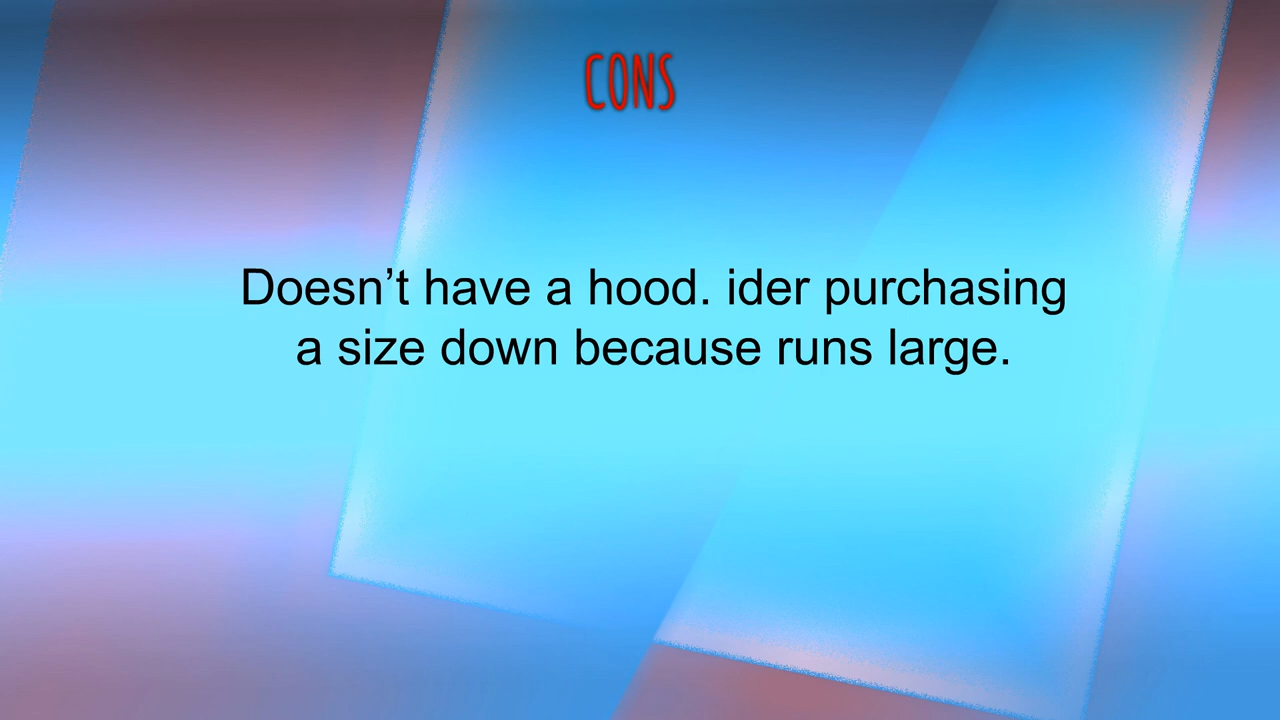 CONS
Doesn’t have a hood. ider purchasing
a size down because runs large.